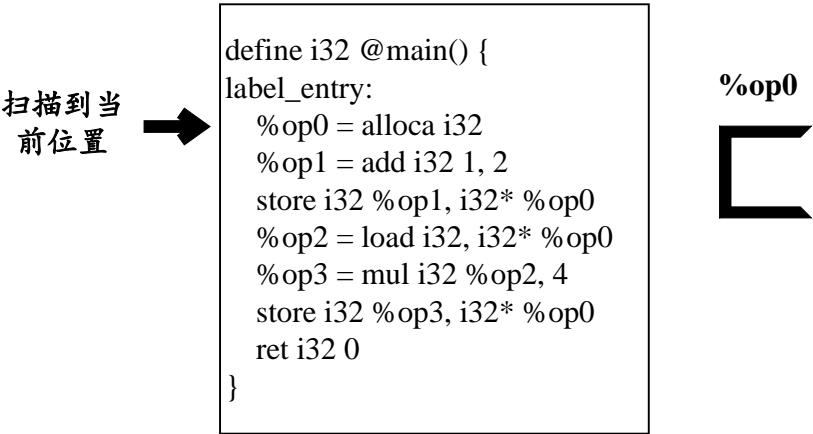 扫描到当
前位置
define i32 @main() {
label_entry:
%op0 = alloca i32
%op1 = add i32 1, 2
store i32 %op1, i32* %op0
%op2 = load i32, i32* %op0
%op3 = mul i32 %op2, 4
store i32 %op3, i32* %op0
ret i32 0
}
%op0